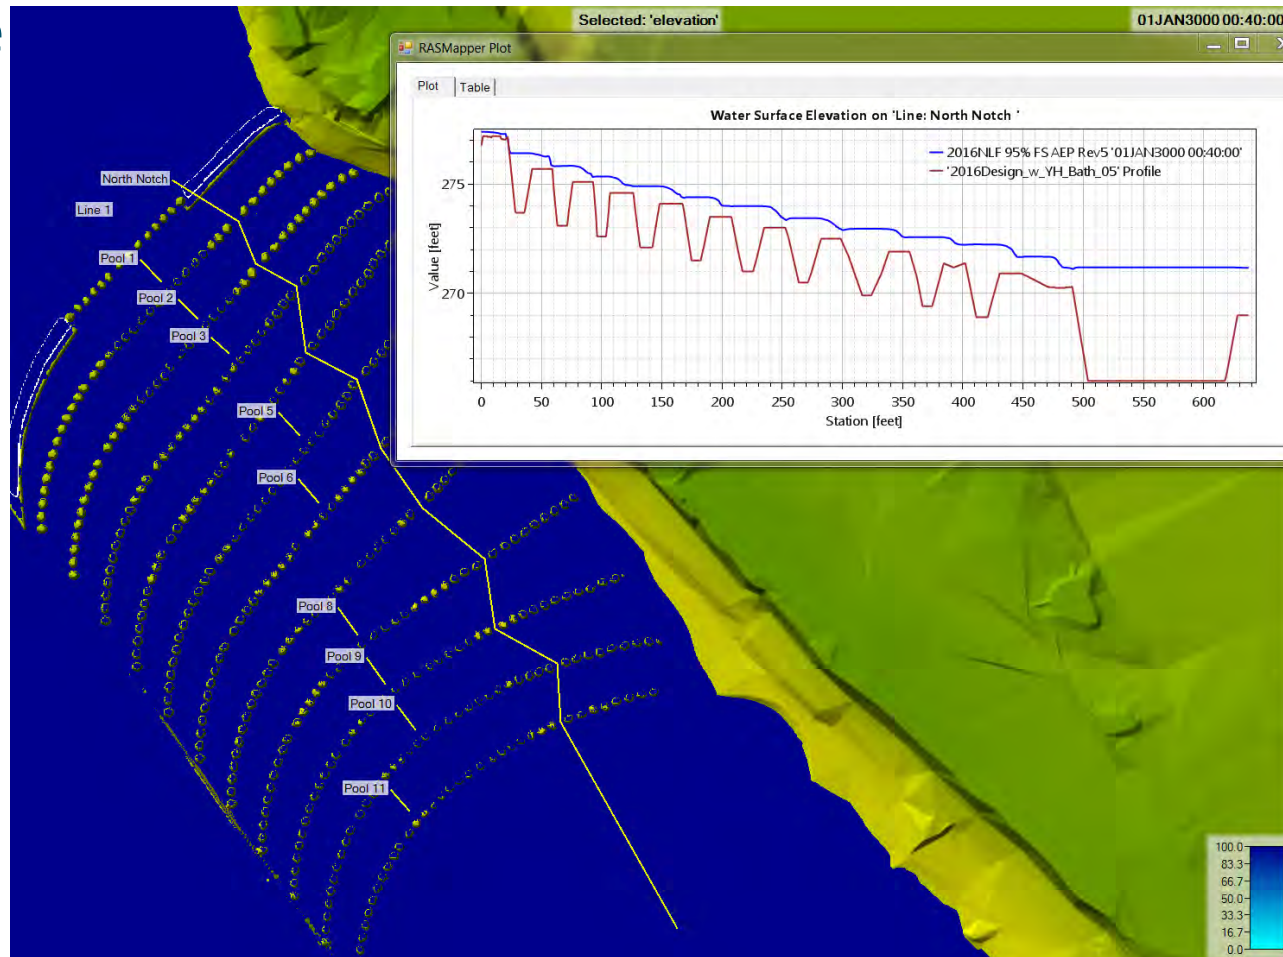 Selected: 'elevation'
01JAN3000 00:40:00
RASMapper Plot
Plot
Table
Water Surface Elevation on 'Line: North Notch '
2016NLF 95% FS AEP Rev5 '01JAN3000 00:40:00'
'2016Design_w_YH_Bath_05' Profile
275
270
Value [feet]
0 50 100 150 200 250 300 350 400 450 500 550 600
Station [feet]
North Notch
Line 1
Pool 1
Pool 2
Pool 3
Pool 5
Pool 6
Pool 8
Pool 9
Pool 10
Pool 11
100.0
83.3
66.7
50.0
33.3
16.7
0.0